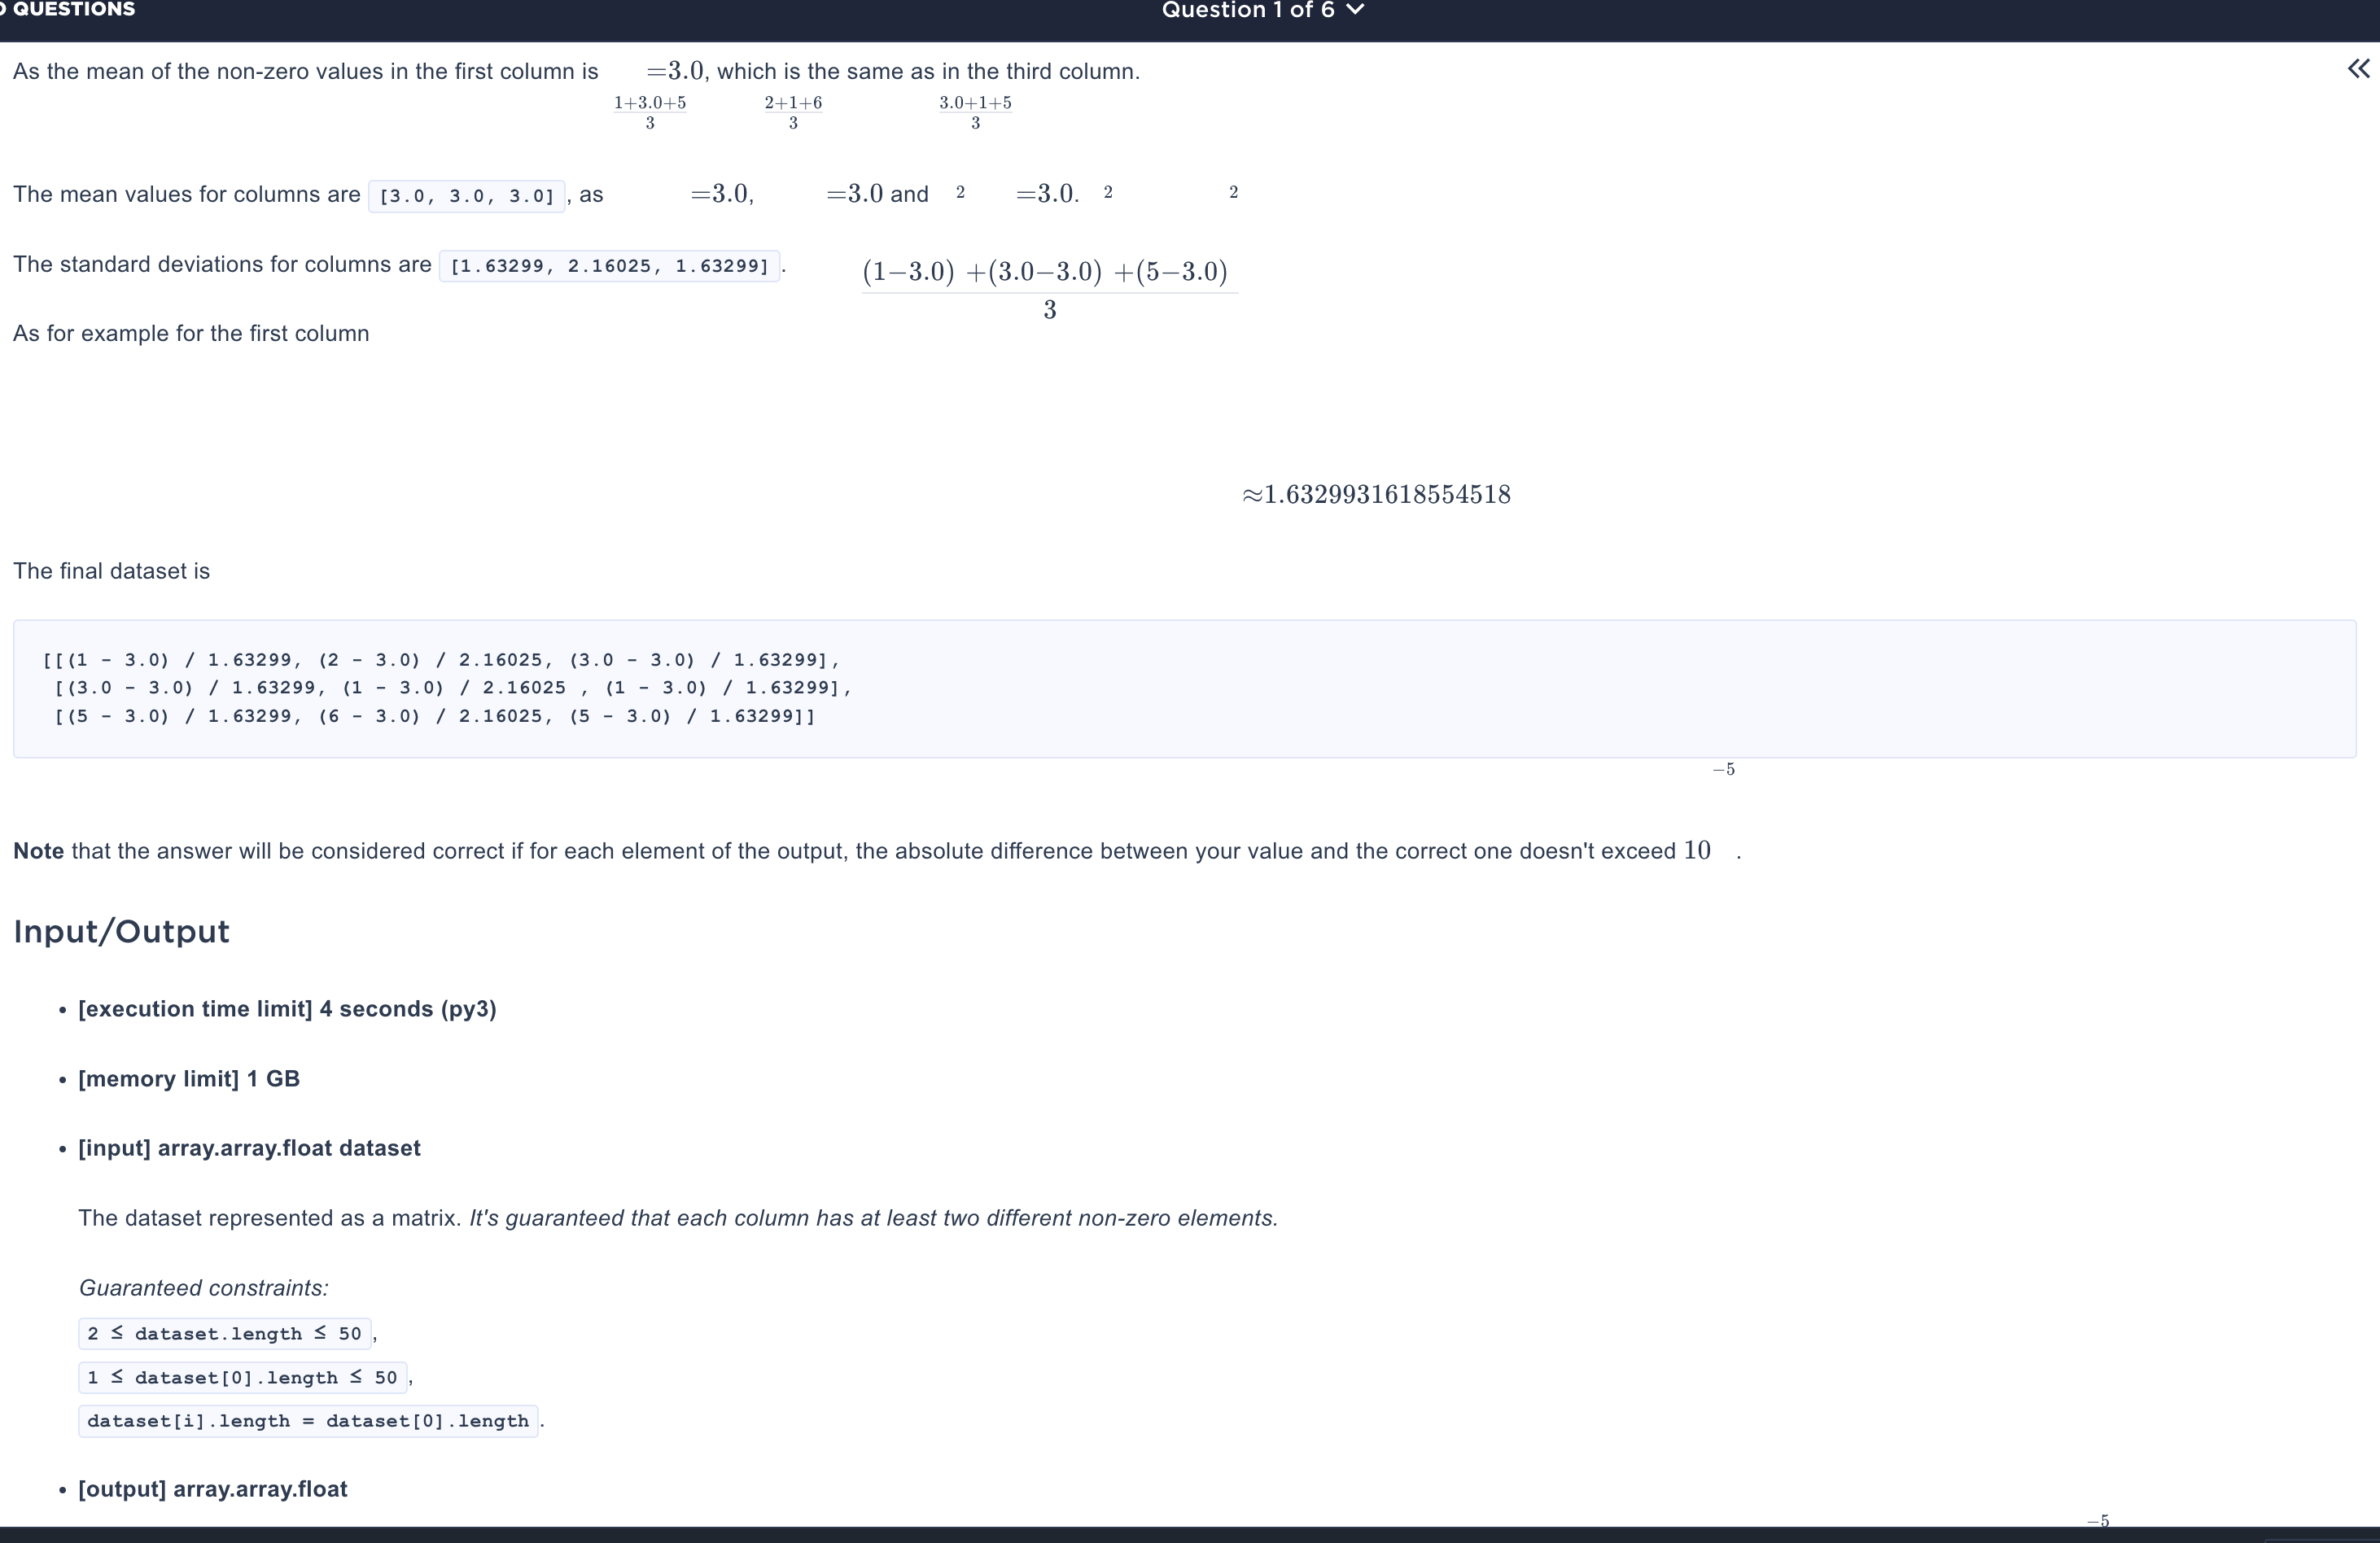 QUESTIONS
Question 1 of 6
As the mean of the non-zero values in the first column is =3.0, which is the same as in the third column.
1+3.0+5 2+1+6 3.0+1+5
3 3 3
The mean values for columns are [3.0, 3.0, 3.0] , as =3.0, =3.0 and 2 =3.0. 2 2
The standard deviations for columns are [1.63299, 2.16025, 1.63299] . (1−3.0) +(3.0−3.0) +(5−3.0)
3
As for example for the first column
≈1.6329931618554518
The final dataset is
[[(1 - 3.0) / 1.63299, (2 - 3.0) / 2.16025, (3.0 - 3.0) / 1.63299],
[(3.0 - 3.0) / 1.63299, (1 - 3.0) / 2.16025 , (1 - 3.0) / 1.63299],
[(5 - 3.0) / 1.63299, (6 - 3.0) / 2.16025, (5 - 3.0) / 1.63299]]
−5
Note that the answer will be considered correct if for each element of the output, the absolute difference between your value and the correct one doesn't exceed 10 .
Input/Output
• [execution time limit] 4 seconds (py3)
• [memory limit] 1 GB
• [input] array.array.float dataset
The dataset represented as a matrix. It's guaranteed that each column has at least two different non-zero elements.
Guaranteed constraints:
2 ≤ dataset.length ≤ 50 ,
1 ≤ dataset[0].length ≤ 50 ,
dataset[i].length = dataset[0].length .
• [output] array.array.float
−5